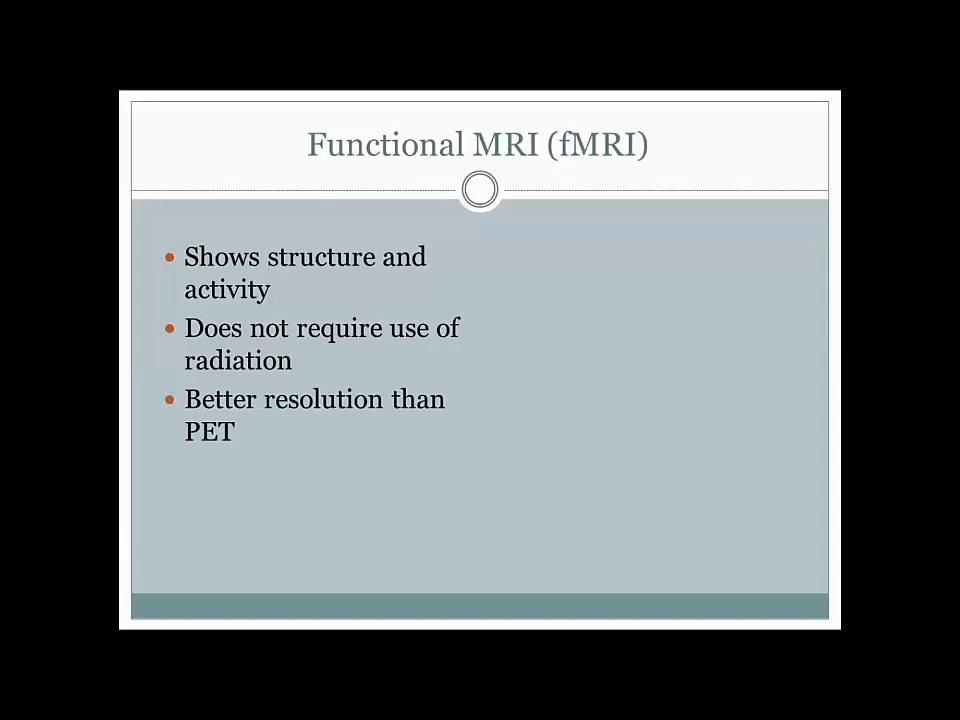 Functional MRI (fMRI)
• Shows structure and
activity
• Does not require use of
radiation
• Better resolution than
PET